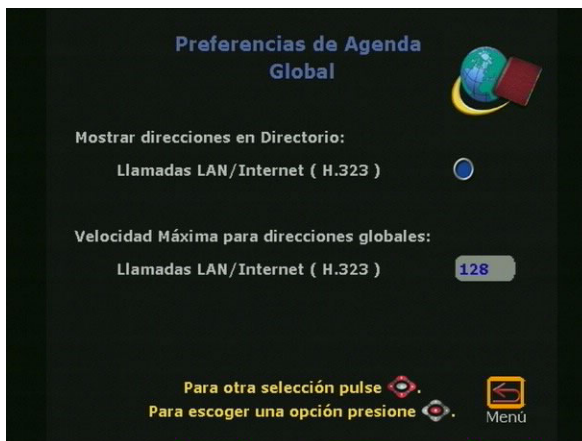 Preferencias de Agenda
Global
Mostrar direcciones en Directorio:
Llamadas LAN/Internet ( H.323 )
Velocidad Máxima para direcciones globales:
Llamadas LAN/Internet ( H.323 )
128
Para otra selección pulse .
Para escoger una opción presione .
Menú